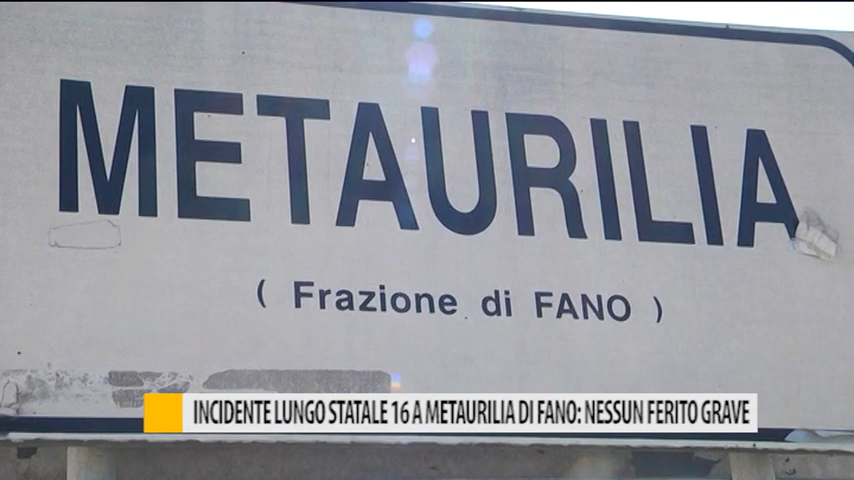 METAURILIA
( Frazione di FANO )
INCIDENTE LUNGO STATALE 16 A METAURILIA DI FANO: NESSUN FERITO GRAVE